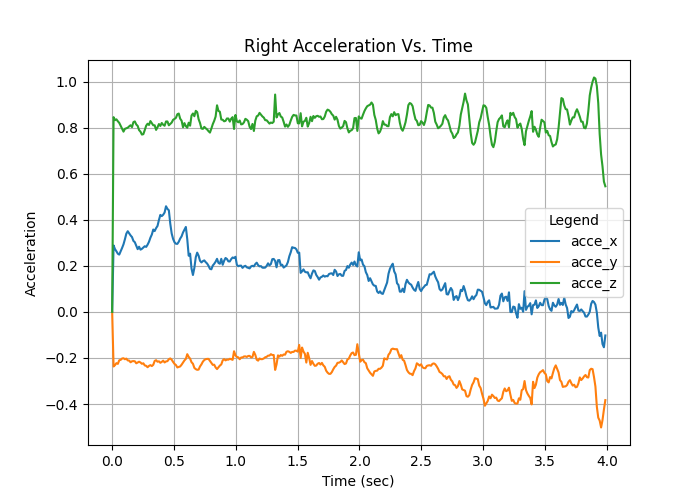 Right Acceleration Vs. Time
Acceleration
1.0
0.8
0.6
0.4
0.2
0.0
−0.2
−0.4
Legend
acce_x
acce_y
acce_z
0.0 0.5 1.0 1.5 2.0 2.5 3.0 3.5 4.0
Time (sec)